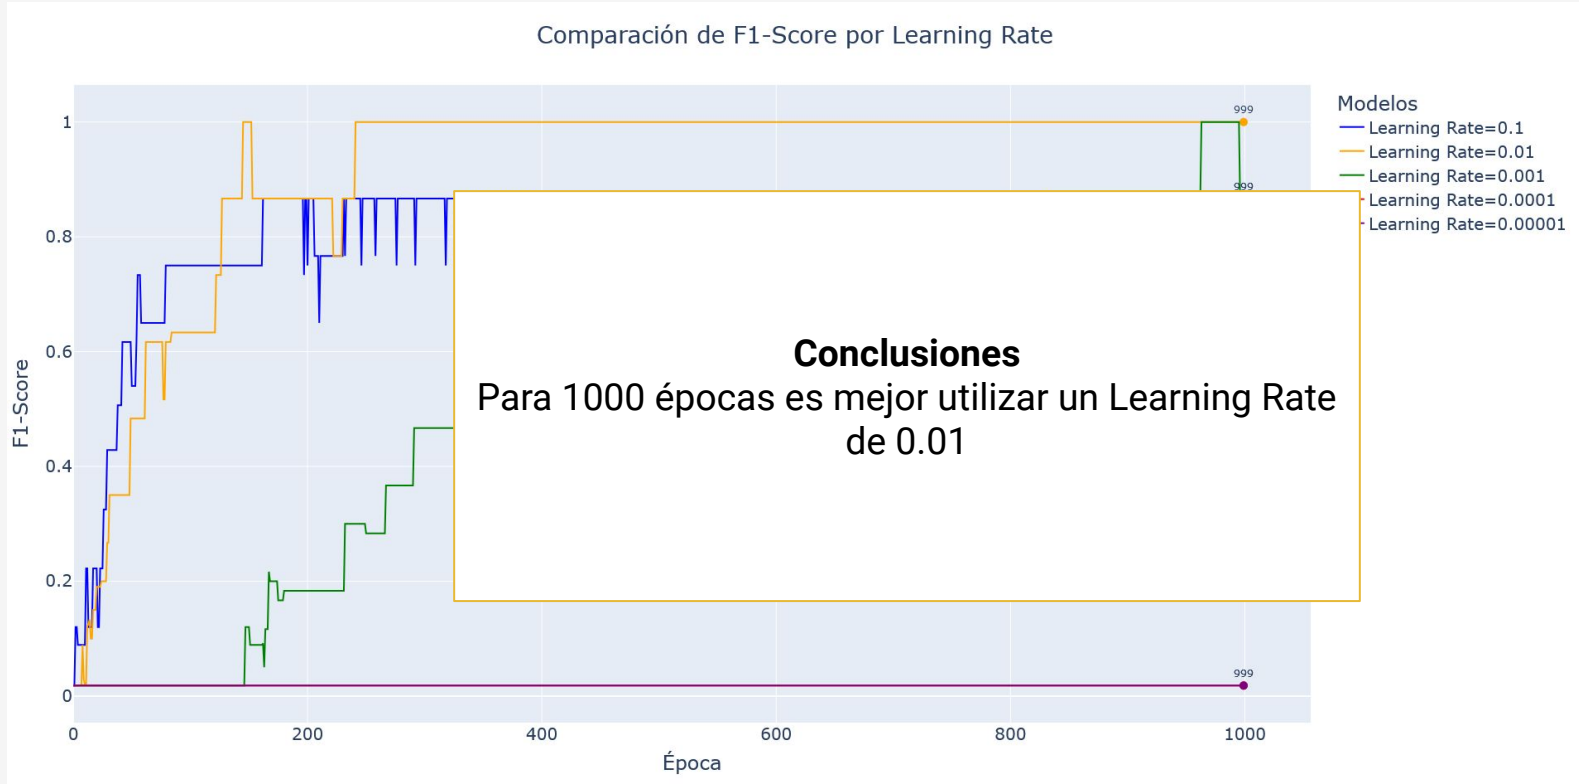 Comparación de F1-Score por Learning Rate
999
Modelos
Learning Rate=0.1
Learning Rate=0.01
Learning Rate=0.001
Learning Rate=0.0001
Learning Rate=0.00001
1
0.8
0.6
0.4
0.2
0
F1-Score
999
Conclusiones
Para 1000 épocas es mejor utilizar un Learning Rate
de 0.01
999
0
200
400
600
800
1000
Época